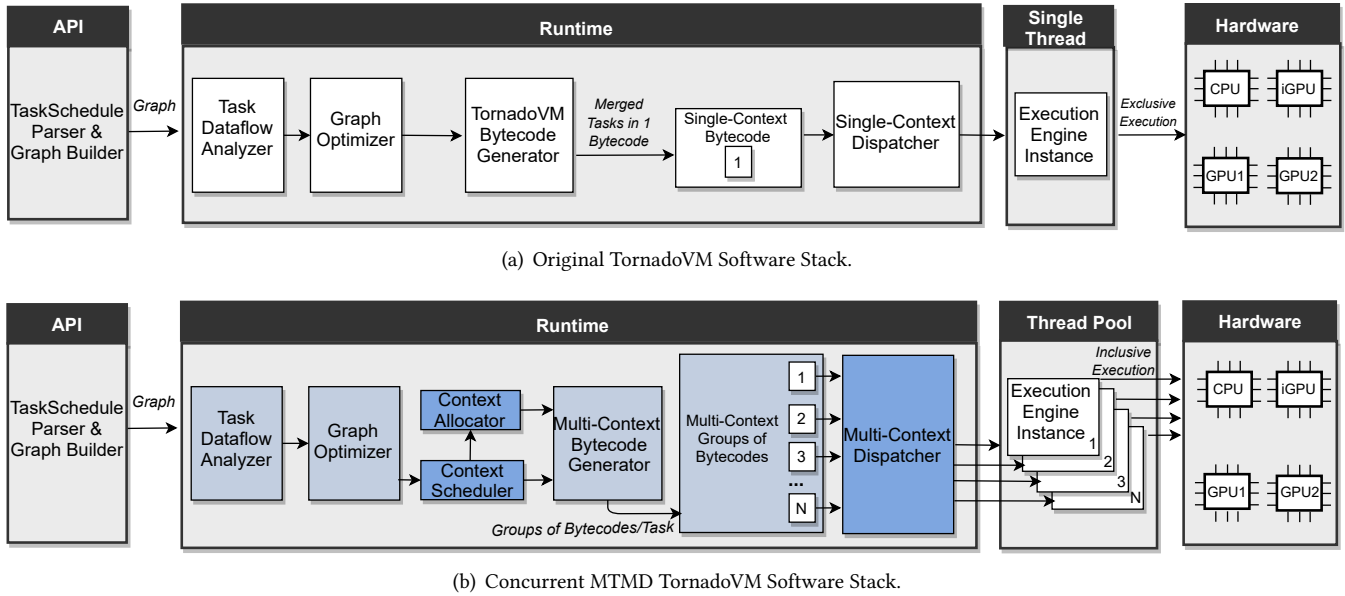 API
Runtime
Single
Thread
Hardware
TaskSchedule
Parser &
Graph Builder
Graph
Task
Dataflow
Analyzer
Graph
Optimizer
TornadoVM
Bytecode
Generator
Merged
Tasks in 1
Bytecode
Single-Context
Bytecode
1
Single-Context
Dispatcher
Execution
Engine
Instance
Exclusive
Execution
CPU
iGPU
GPU1
GPU2
(a) Original TornadoVM Software Stack.
API
Runtime
Thread Pool
Hardware
TaskSchedule
Parser &
Graph Builder
Graph
Task
Dataflow
Analyzer
Graph
Optimizer
Context
Allocator
Context
Scheduler
Multi-Context
Bytecode
Generator
Groups of Bytecodes/Task
Multi-Context
Groups of
Bytecodes
1
2
3
...
N
Multi-Context
Dispatcher
Inclusive
Execution
Execution
Engine
Instance
1
2
3
N
CPU
iGPU
GPU1
GPU2
(b) Concurrent MTMD TornadoVM Software Stack.